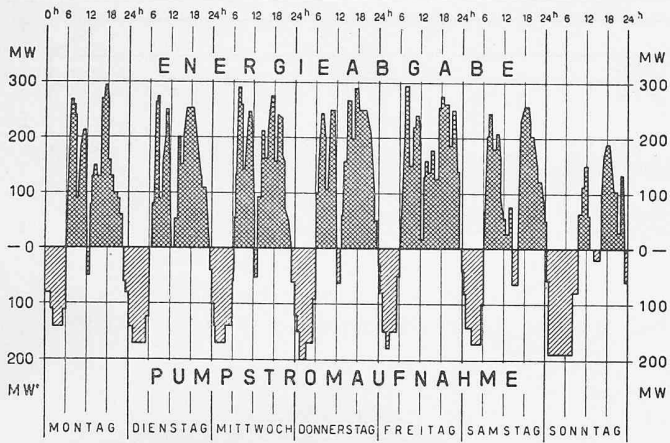 0ʰ 6 12 18 24ʰ 6 12 18 24ʰ 6 12 18 24ʰ 6 12 18 24ʰ 6 12 18 24ʰ 6 12 18 24ʰ 6 12 18 24ʰ
MW MW
ENERGIEABGABE
300 300
200 200
100 100
0 0
100 100
200 200
PUMPSTROMAUFNAHME
MW MW
MONTAG DIENSTAG MITTWOCH DONNERSTAG FREITAG SAMSTAG SONNTAG